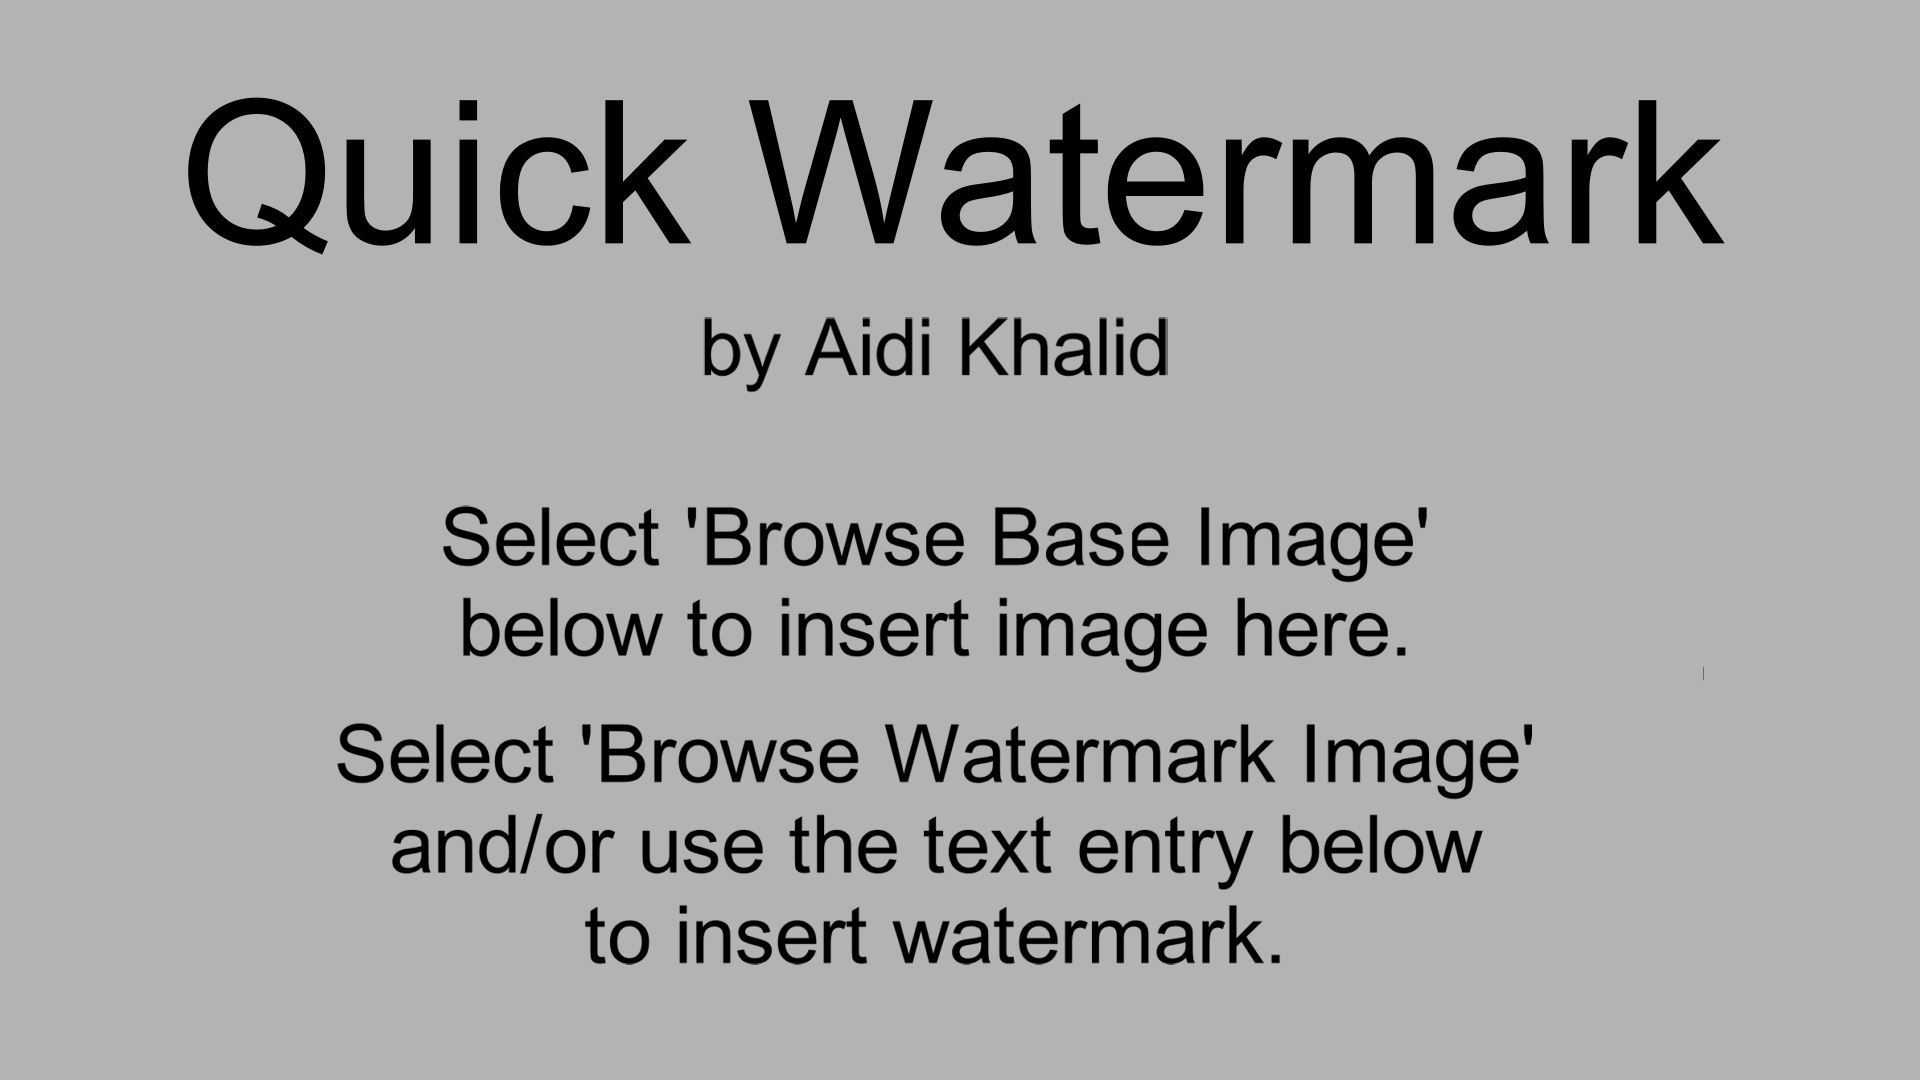 Quick Watermark
by Aidi Khalid
Select 'Browse Base Image'
below to insert image here.
Select 'Browse Watermark Image'
and/or use the text entry below
to insert watermark.